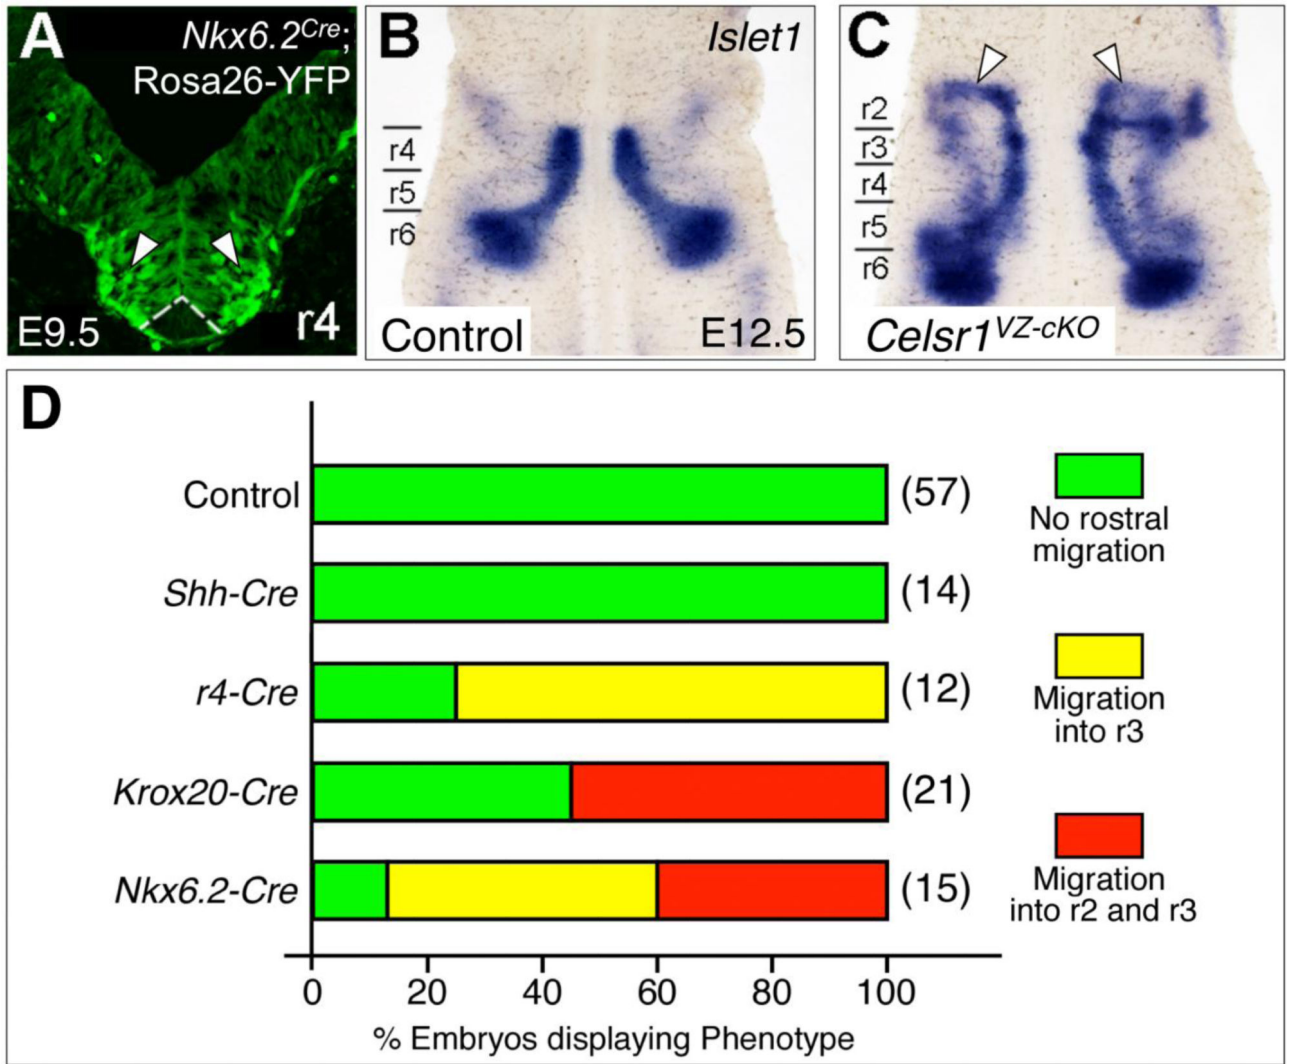 A
Nkx6.2Cre;
Rosa26-YFP
E9.5
r4
B
Islet1
r4
r5
r6
Control
E12.5
C
r2
r3
r4
r5
r6
Celsr1VZ-cKO
D
Control
(57)
Shh-Cre
(14)
r4-Cre
(12)
Krox20-Cre
(21)
Nkx6.2-Cre
(15)
No rostral
migration
Migration
into r3
Migration
into r2 and r3
0 20 40 60 80 100
% Embryos displaying Phenotype